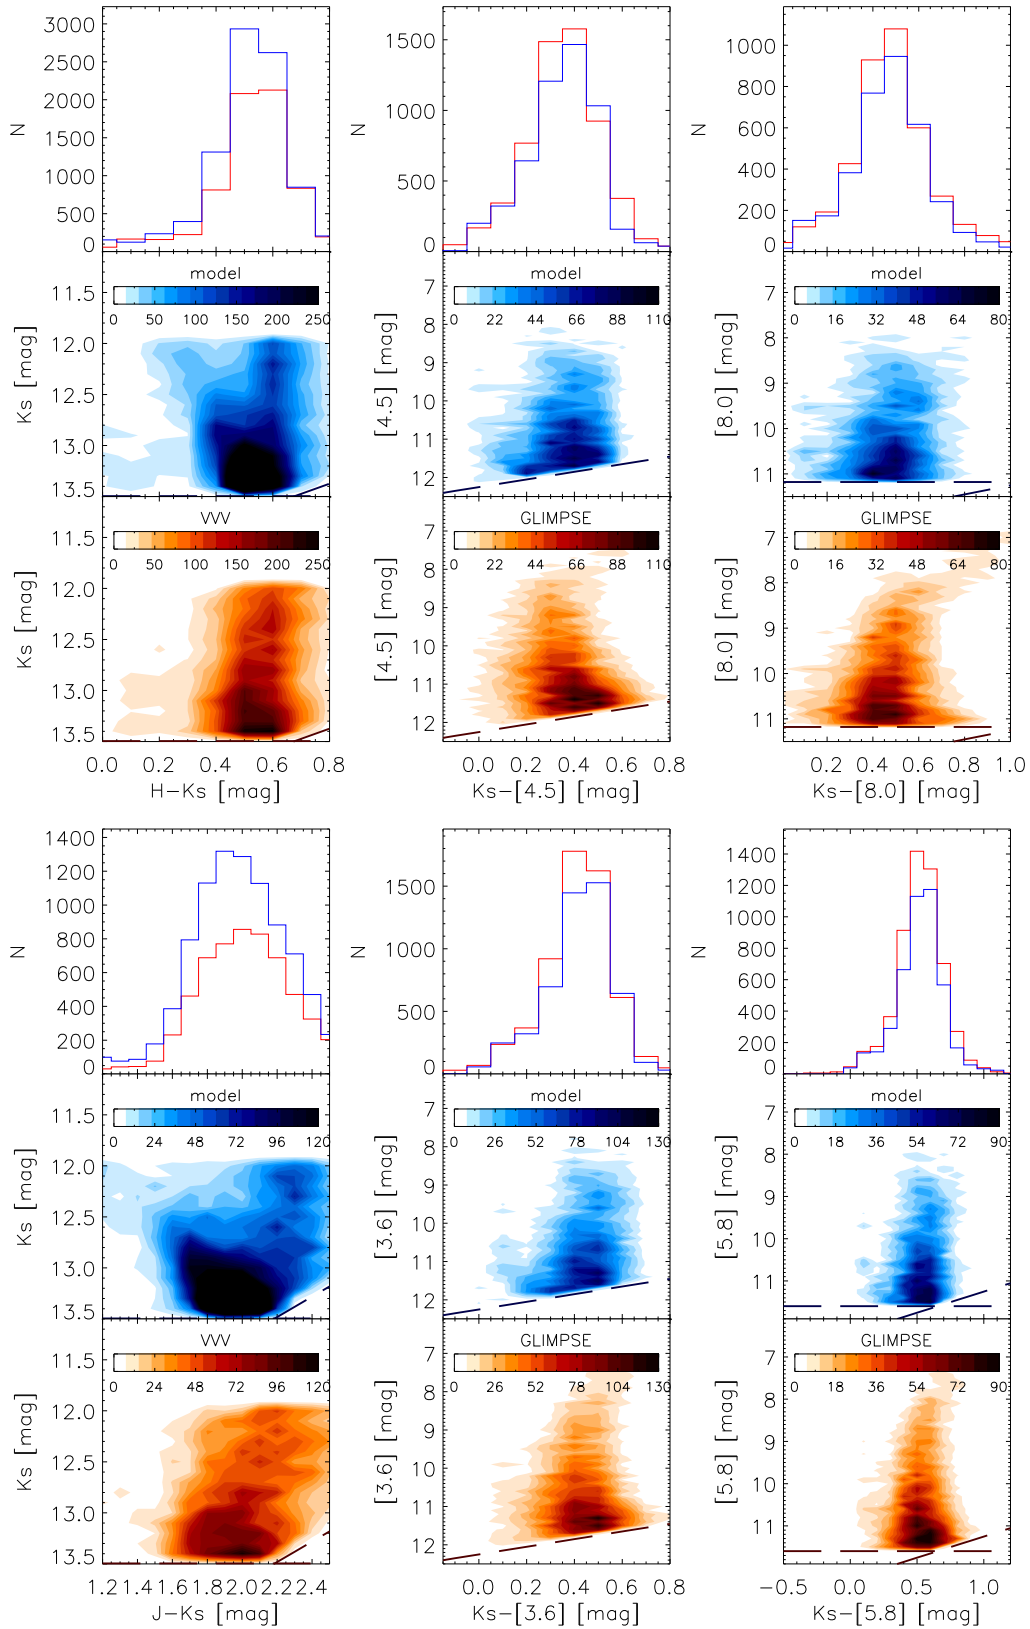 3000
2500
2000
1500
1000
500
0
N
1500
1000
500
0
N
1000
800
600
400
200
0
N
model
0 50 100 150 200 250
11.5
12.0
12.5
13.0
13.5
Ks [mag]
model
0 22 44 66 88 110
7
8
9
10
11
12
[4.5] [mag]
model
0 16 32 48 64 80
7
8
9
10
11
[8.0] [mag]
VVV
0 50 100 150 200 250
11.5
12.0
12.5
13.0
13.5
Ks [mag]
0.0 0.2 0.4 0.6 0.8
H-Ks [mag]
GLIMPSE
0 22 44 66 88 110
7
8
9
10
11
12
[4.5] [mag]
0.0 0.2 0.4 0.6 0.8
Ks-[4.5] [mag]
GLIMPSE
0 16 32 48 64 80
7
8
9
10
11
[8.0] [mag]
0.2 0.4 0.6 0.8 1.0
Ks-[8.0] [mag]
1400
1200
1000
800
600
400
200
0
N
1500
1000
500
0
N
1400
1200
1000
800
600
400
200
0
N
model
0 24 48 72 96 120
11.5
12.0
12.5
13.0
13.5
Ks [mag]
model
0 26 52 78 104 130
7
8
9
10
11
12
[3.6] [mag]
model
0 18 36 54 72 90
7
8
9
10
11
[5.8] [mag]
VVV
0 24 48 72 96 120
11.5
12.0
12.5
13.0
13.5
Ks [mag]
1.2 1.4 1.6 1.8 2.0 2.2 2.4
J-Ks [mag]
GLIMPSE
0 26 52 78 104 130
7
8
9
10
11
12
[3.6] [mag]
0.0 0.2 0.4 0.6 0.8
Ks-[3.6] [mag]
GLIMPSE
0 18 36 54 72 90
7
8
9
10
11
[5.8] [mag]
-0.5 0.0 0.5 1.0
Ks-[5.8] [mag]